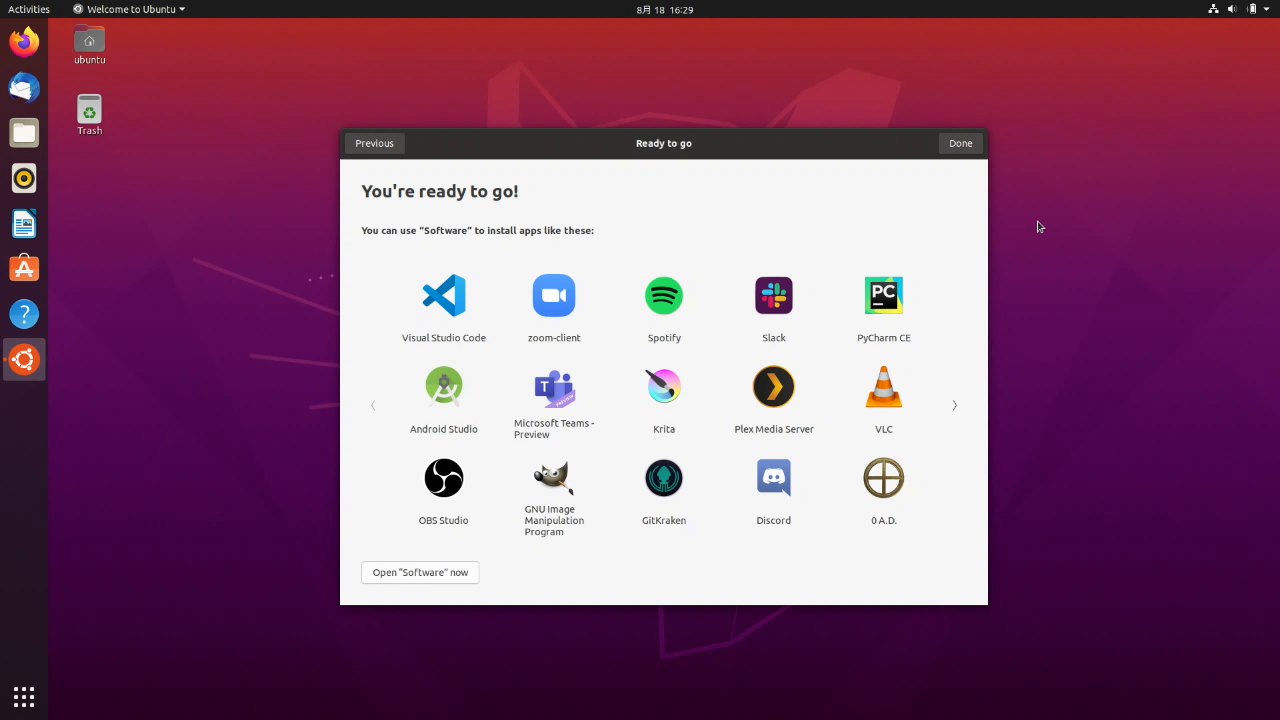 Activities
Welcome to Ubuntu
8月 18 16:29
ubuntu
Trash
Previous
Ready to go
Done
You're ready to go!
You can use “Software” to install apps like these:
Visual Studio Code
zoom-client
Spotify
Slack
PC
PyCharm CE
Android Studio
T
PREVIEW
Microsoft Teams -
Preview
Krita
Plex Media Server
VLC
OBS Studio
GNU Image
Manipulation
Program
GitKraken
Discord
0 A.D.
Open “Software” now